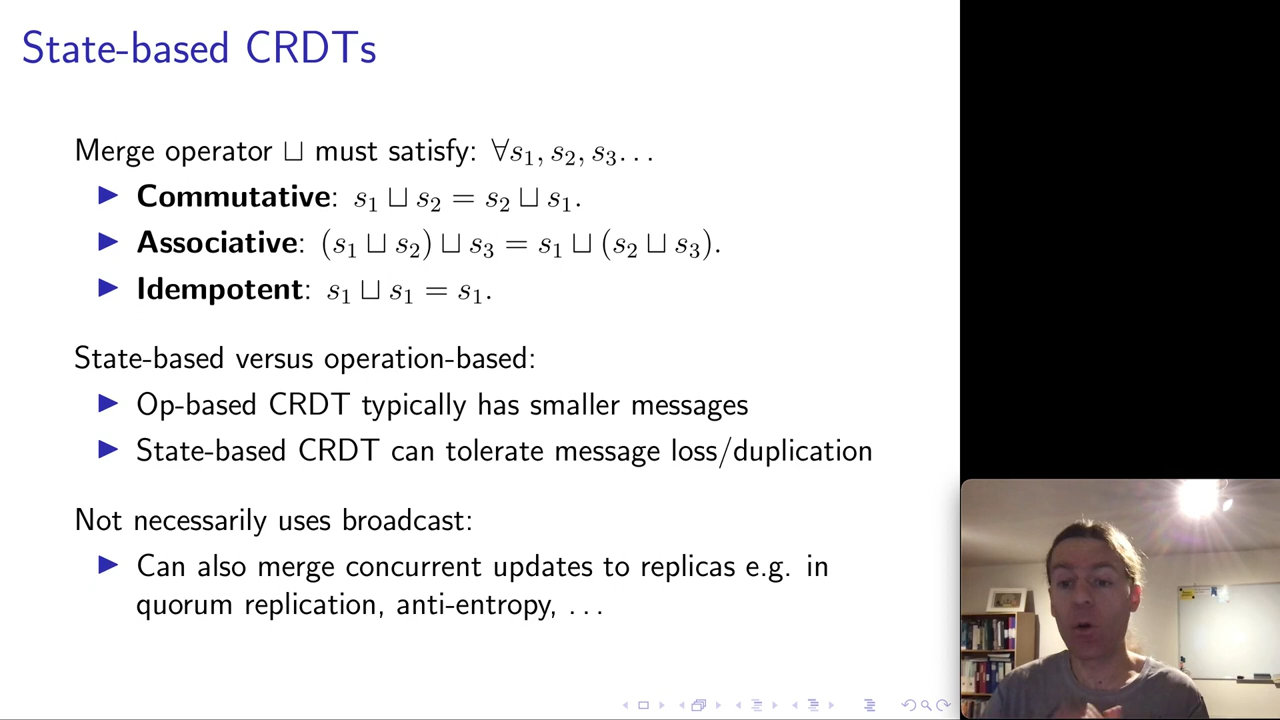 State-based CRDTs
Merge operator ⊔ must satisfy: ∀s₁, s₂, s₃...
▶ Commutative: s₁ ⊔ s₂ = s₂ ⊔ s₁.
▶ Associative: (s₁ ⊔ s₂) ⊔ s₃ = s₁ ⊔ (s₂ ⊔ s₃).
▶ Idempotent: s₁ ⊔ s₁ = s₁.
State-based versus operation-based:
▶ Op-based CRDT typically has smaller messages
▶ State-based CRDT can tolerate message loss/duplication
Not necessarily uses broadcast:
▶ Can also merge concurrent updates to replicas e.g. in
quorum replication, anti-entropy, ...